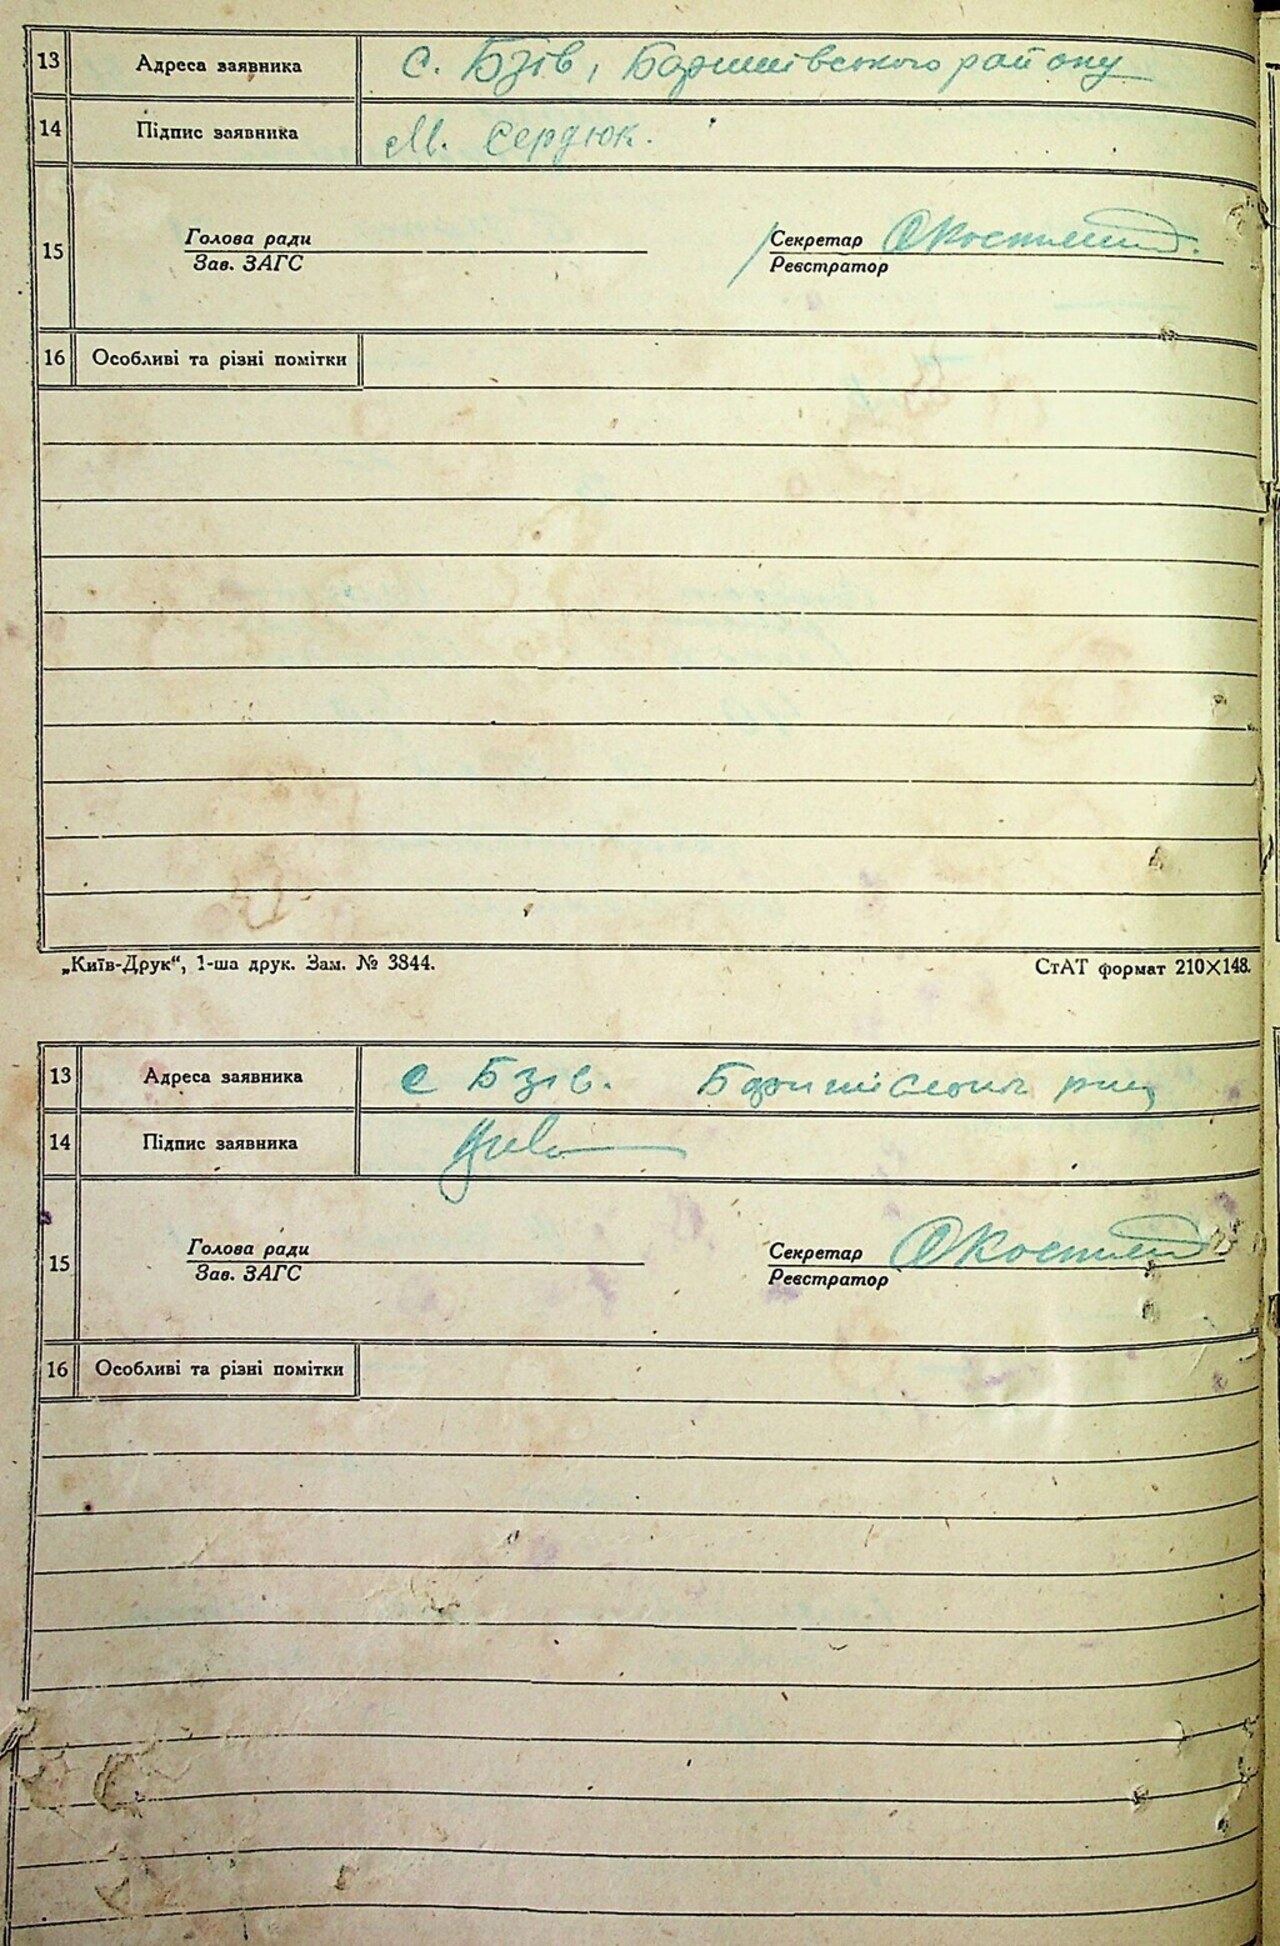 13 Адреса заявника с. Бзів, Баришівського району
14 Підпис заявника М. Сердюк.
15 Голова ради Секретар
Зав. ЗАГС Реєстратор
16 Особливі та різні помітки
„Київ-Друк“, 1-ша друк. Зам. № 3844. СтАТ формат 210×148.
13 Адреса заявника с Бзів.
14 Підпис заявника
15 Голова ради Секретар
Зав. ЗАГС Реєстратор
16 Особливі та різні помітки